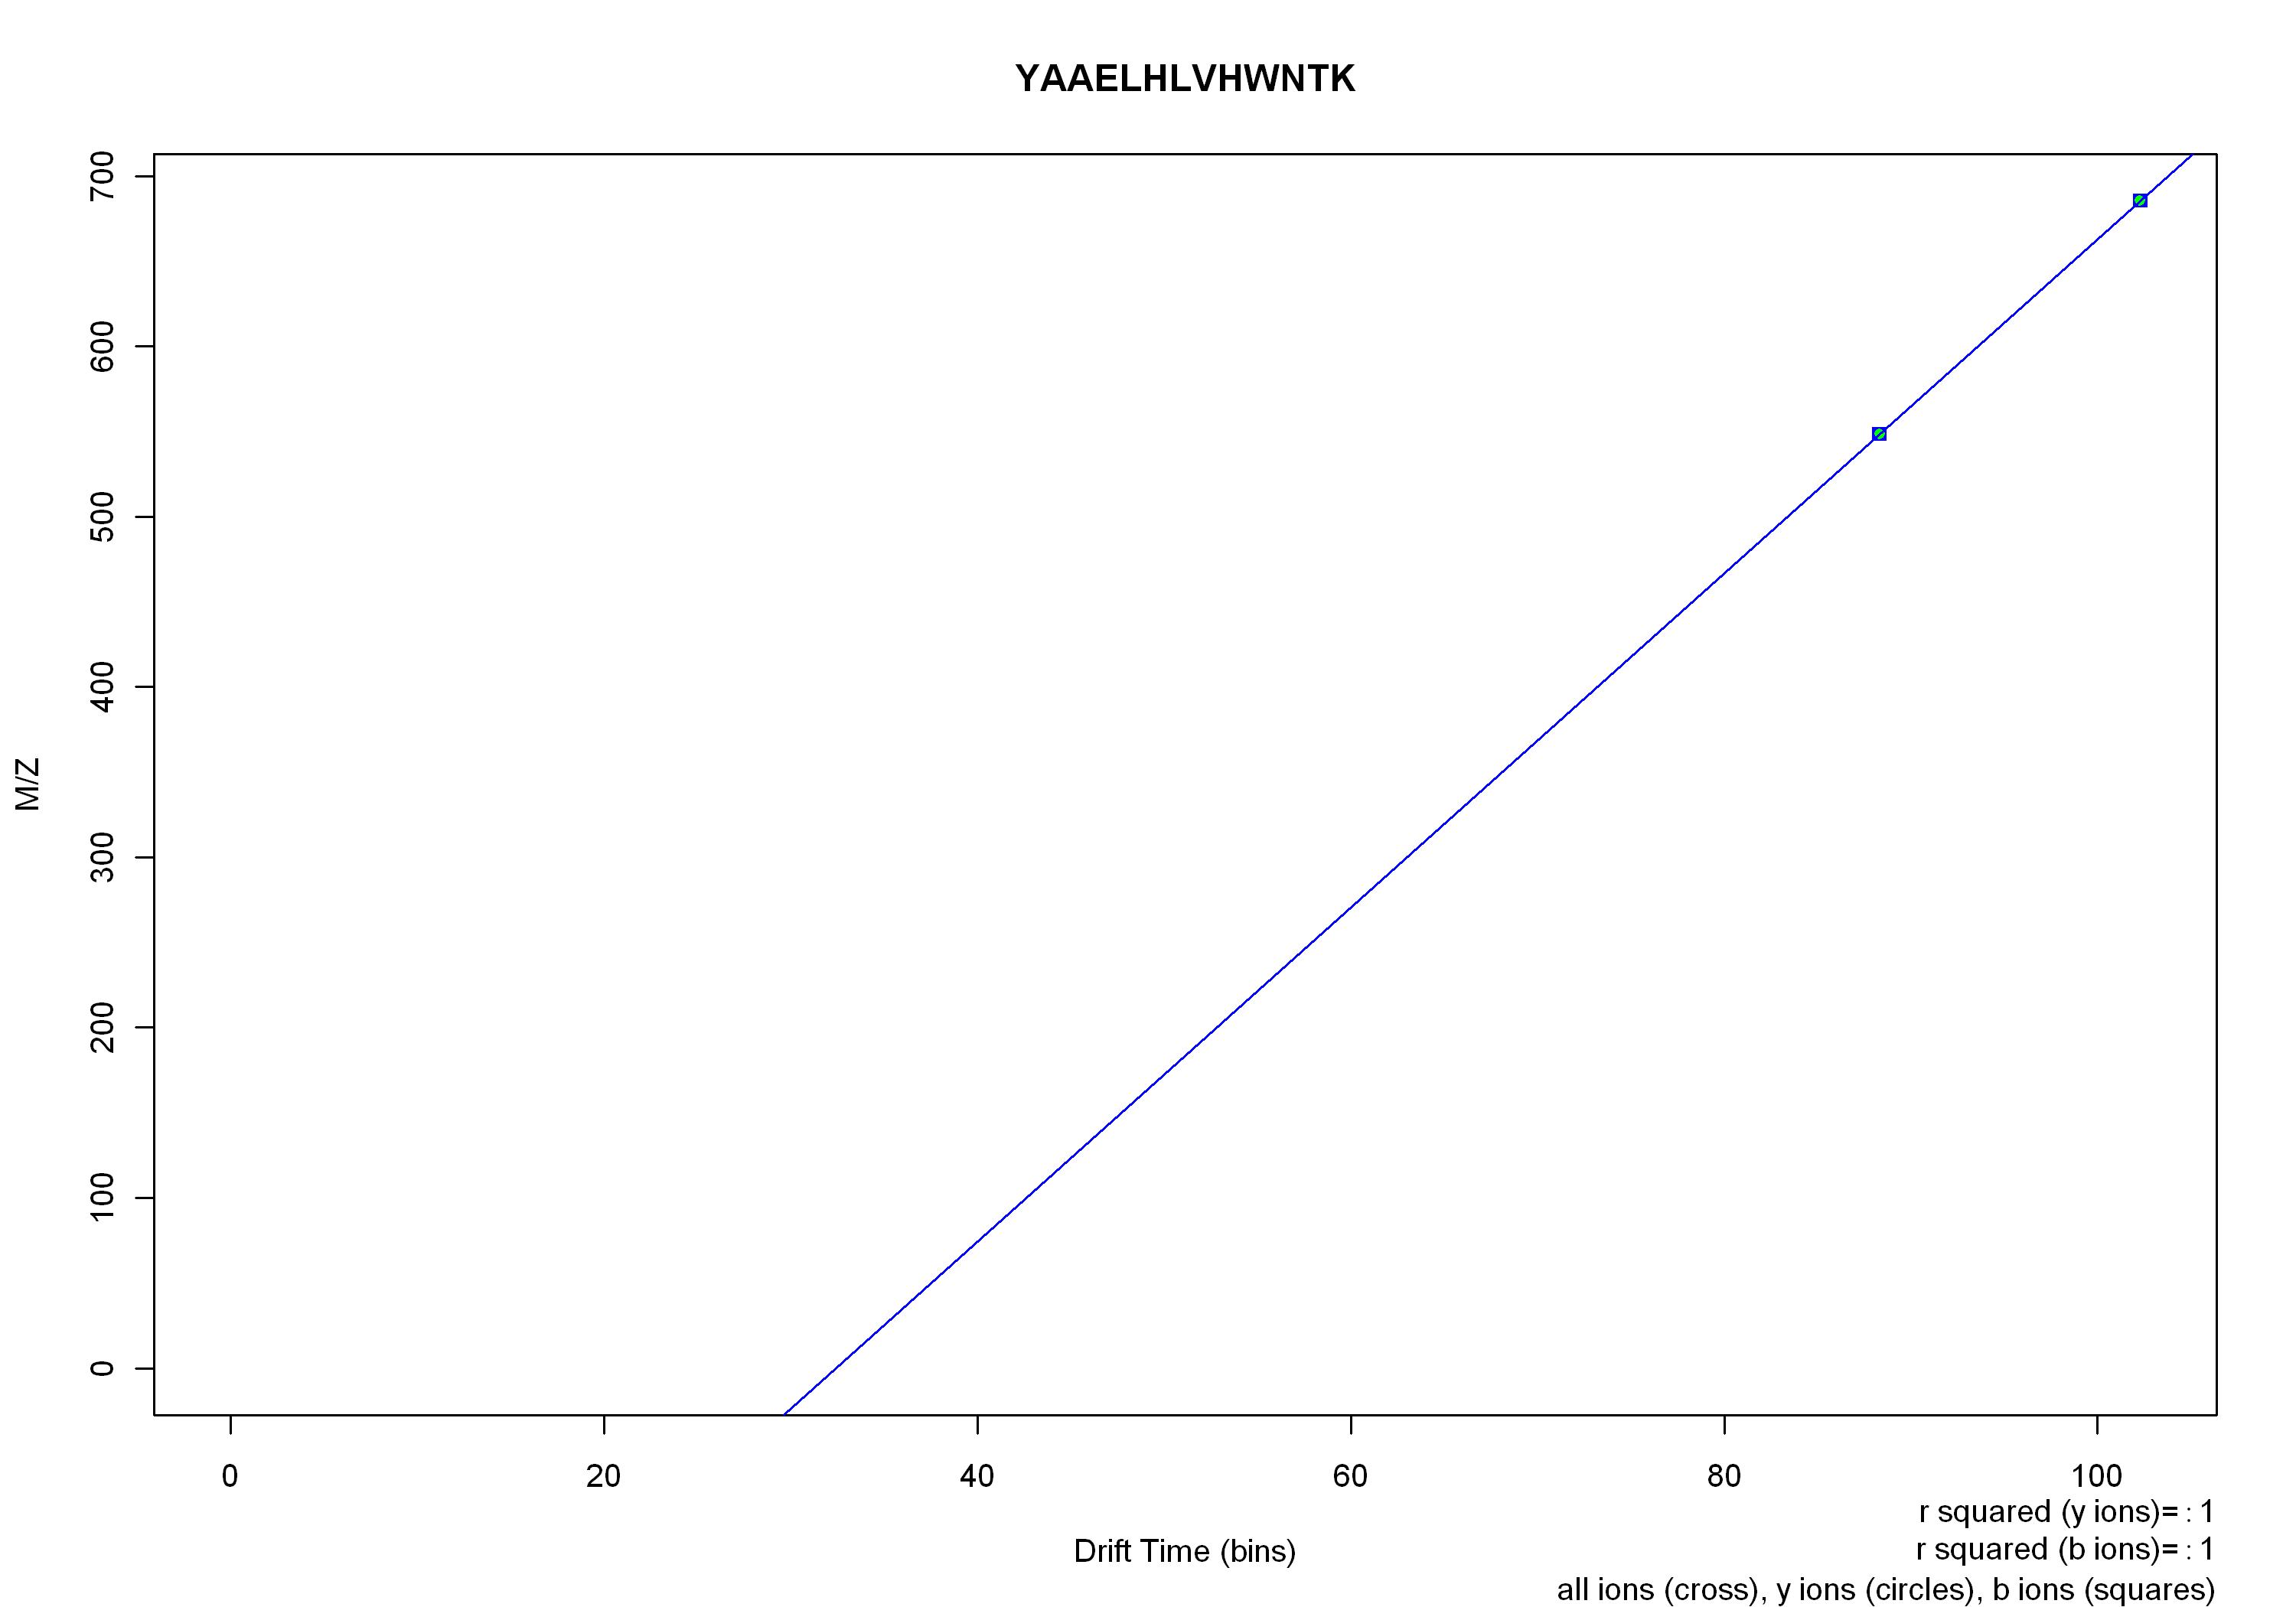 YAAELHLVHWNTK
700
600
500
400
300
200
100
0
M/Z
0 20 40 60 80 100
Drift Time (bins)
r squared (y ions)= : 1
r squared (b ions)= : 1
all ions (cross), y ions (circles), b ions (squares)